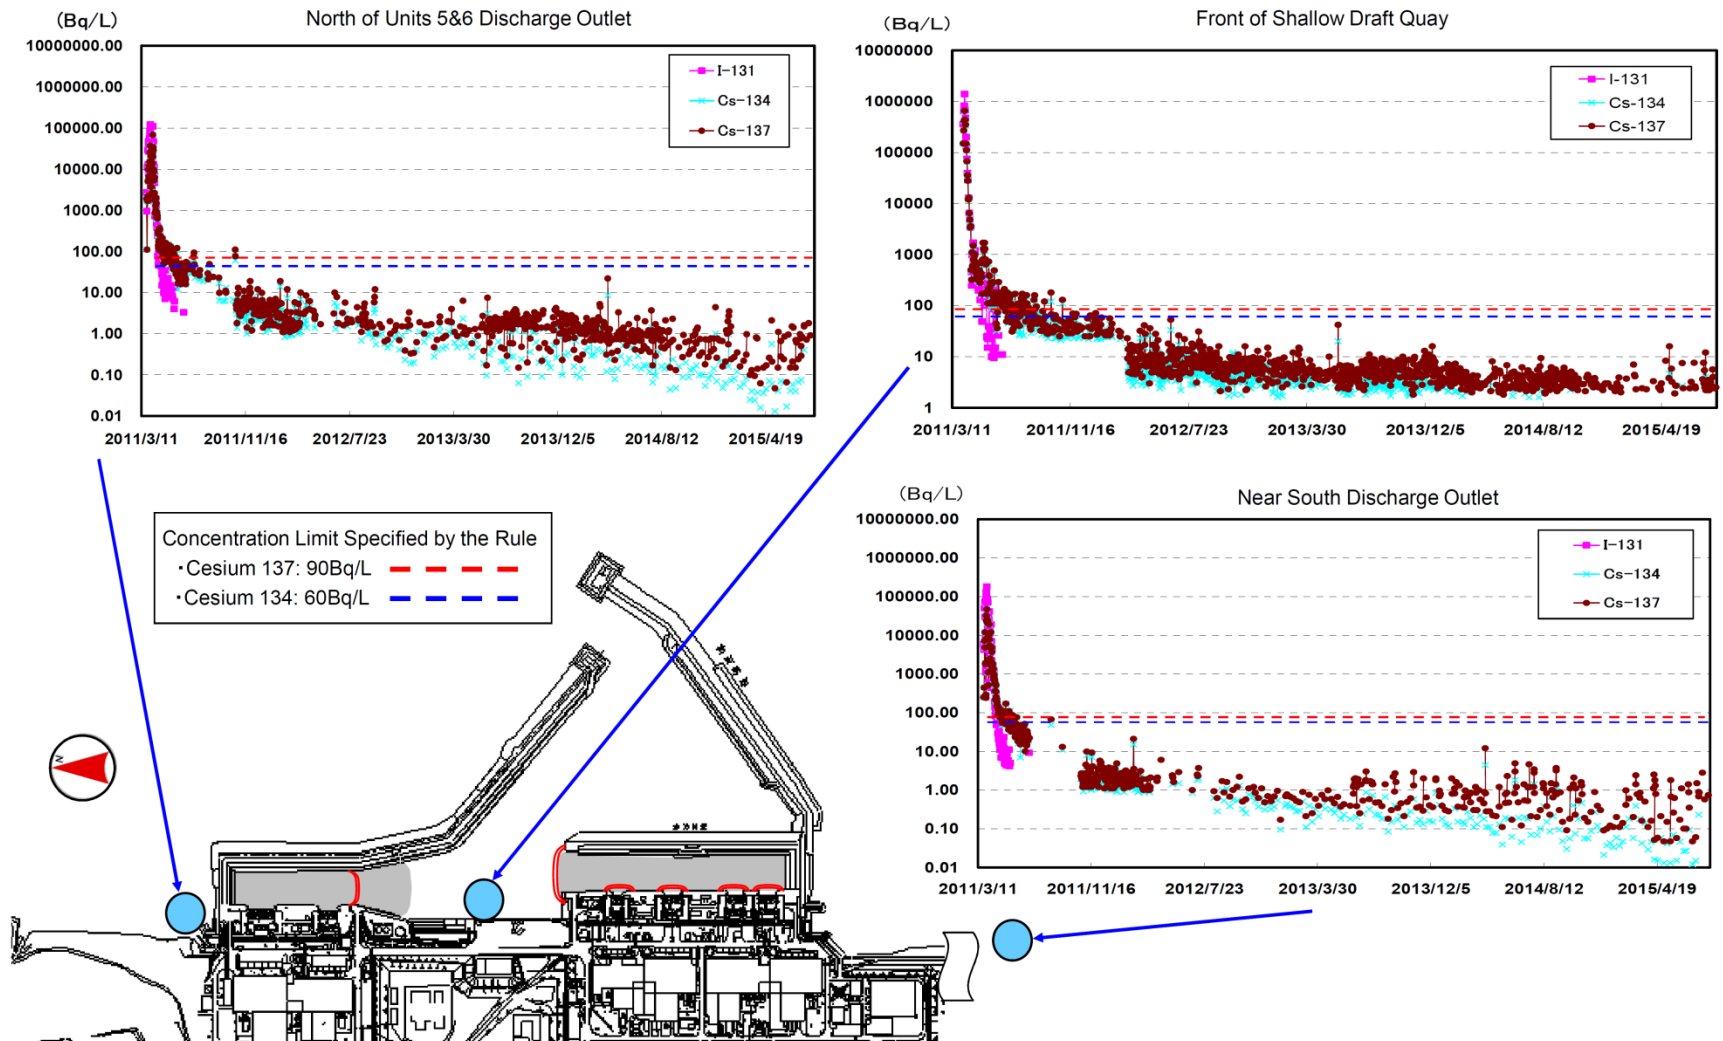 (Bq/L)
North of Units 5&6 Discharge Outlet
10000000.00
1000000.00
100000.00
10000.00
1000.00
100.00
10.00
1.00
0.10
0.01
I-131
Cs-134
Cs-137
2011/3/11 2011/11/16 2012/7/23 2013/3/30 2013/12/5 2014/8/12 2015/4/19
(Bq/L)
Front of Shallow Draft Quay
10000000
1000000
100000
10000
1000
100
10
1
I-131
Cs-134
Cs-137
2011/3/11 2011/11/16 2012/7/23 2013/3/30 2013/12/5 2014/8/12 2015/4/19
Concentration Limit Specified by the Rule
・Cesium 137: 90Bq/L
・Cesium 134: 60Bq/L
(Bq/L)
Near South Discharge Outlet
10000000.00
1000000.00
100000.00
10000.00
1000.00
100.00
10.00
1.00
0.10
0.01
I-131
Cs-134
Cs-137
2011/3/11 2011/11/16 2012/7/23 2013/3/30 2013/12/5 2014/8/12 2015/4/19
N